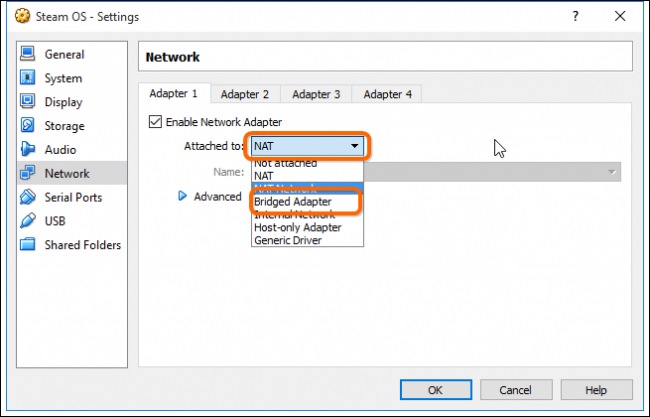 Steam OS - Settings
?
General
System
Display
Storage
Audio
Network
Serial Ports
USB
Shared Folders
Network
Adapter 1 Adapter 2 Adapter 3 Adapter 4
Enable Network Adapter
Attached to: NAT
Not attached
NAT
NAT Network
Bridged Adapter
Internal Network
Host-only Adapter
Generic Driver
Name:
Advanced
OK Cancel Help